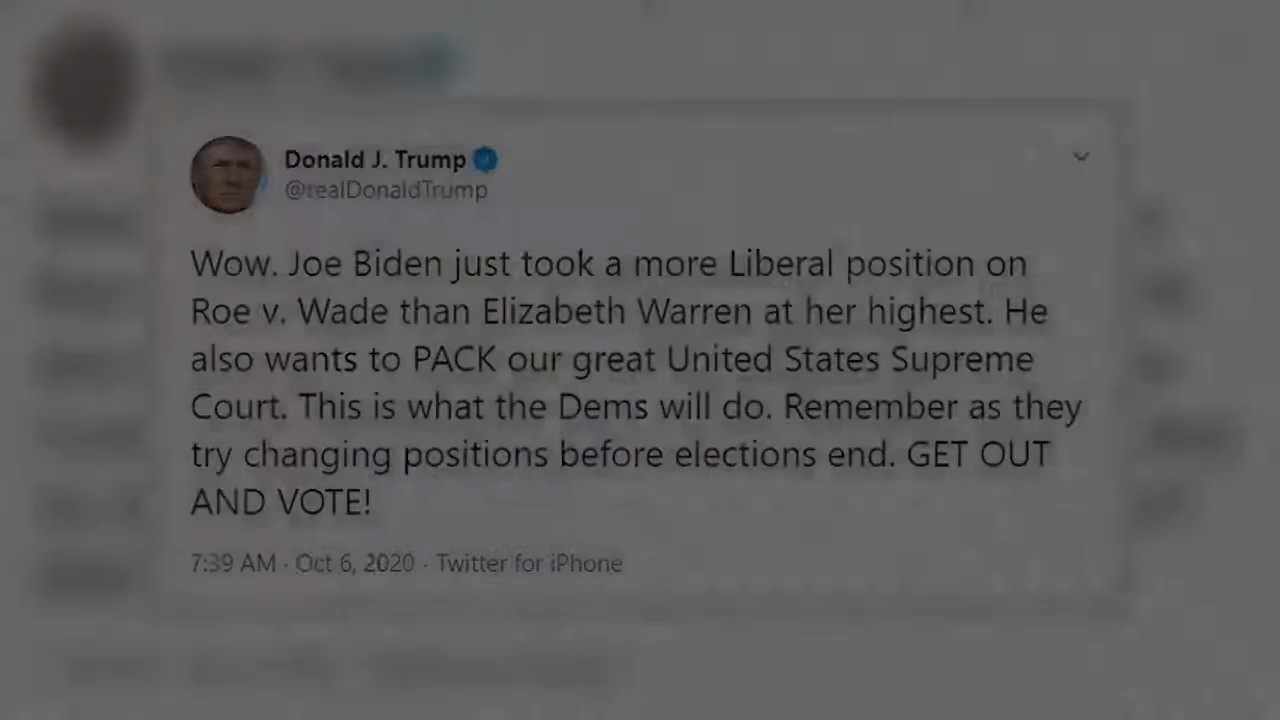 Donald J. Trump
@realDonaldTrump
Wow. Joe Biden just took a more Liberal position on
Roe v. Wade than Elizabeth Warren at her highest. He
also wants to PACK our great United States Supreme
Court. This is what the Dems will do. Remember as they
try changing positions before elections end. GET OUT
AND VOTE!
7:39 AM · Oct 6, 2020 · Twitter for iPhone